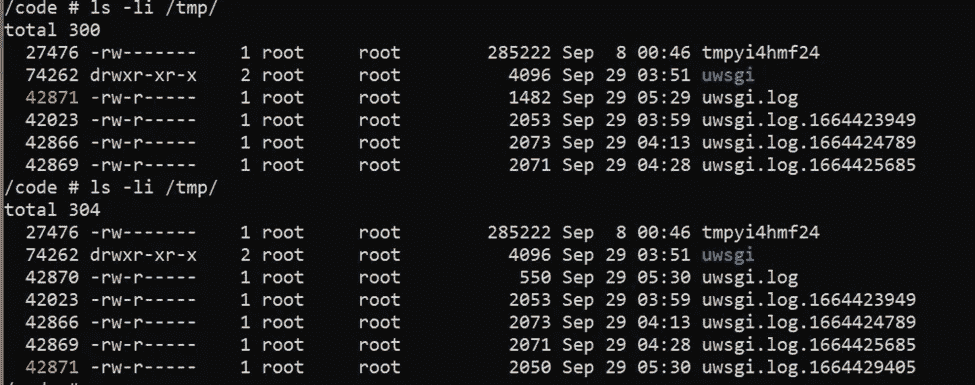 /code # ls -li /tmp/
total 300
27476 -rw------- 1 root root 285222 Sep 8 00:46 tmpyi4hmf24
74262 drwxr-xr-x 2 root root 4096 Sep 29 03:51 uwsgi
42871 -rw-r----- 1 root root 1482 Sep 29 05:29 uwsgi.log
42023 -rw-r----- 1 root root 2053 Sep 29 03:59 uwsgi.log.1664423949
42866 -rw-r----- 1 root root 2073 Sep 29 04:13 uwsgi.log.1664424789
42869 -rw-r----- 1 root root 2071 Sep 29 04:28 uwsgi.log.1664425685
/code # ls -li /tmp/
total 304
27476 -rw------- 1 root root 285222 Sep 8 00:46 tmpyi4hmf24
74262 drwxr-xr-x 2 root root 4096 Sep 29 03:51 uwsgi
42870 -rw-r----- 1 root root 550 Sep 29 05:30 uwsgi.log
42023 -rw-r----- 1 root root 2053 Sep 29 03:59 uwsgi.log.1664423949
42866 -rw-r----- 1 root root 2073 Sep 29 04:13 uwsgi.log.1664424789
42869 -rw-r----- 1 root root 2071 Sep 29 04:28 uwsgi.log.1664425685
42871 -rw-r----- 1 root root 2050 Sep 29 05:30 uwsgi.log.1664429405